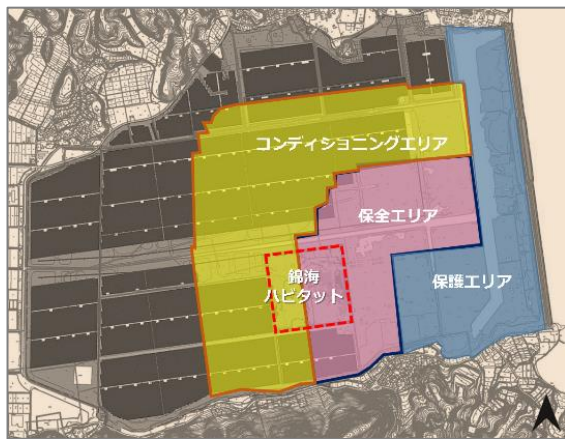 コンディショニングエリア
保全エリア
錦海
ハビタット
保護エリア